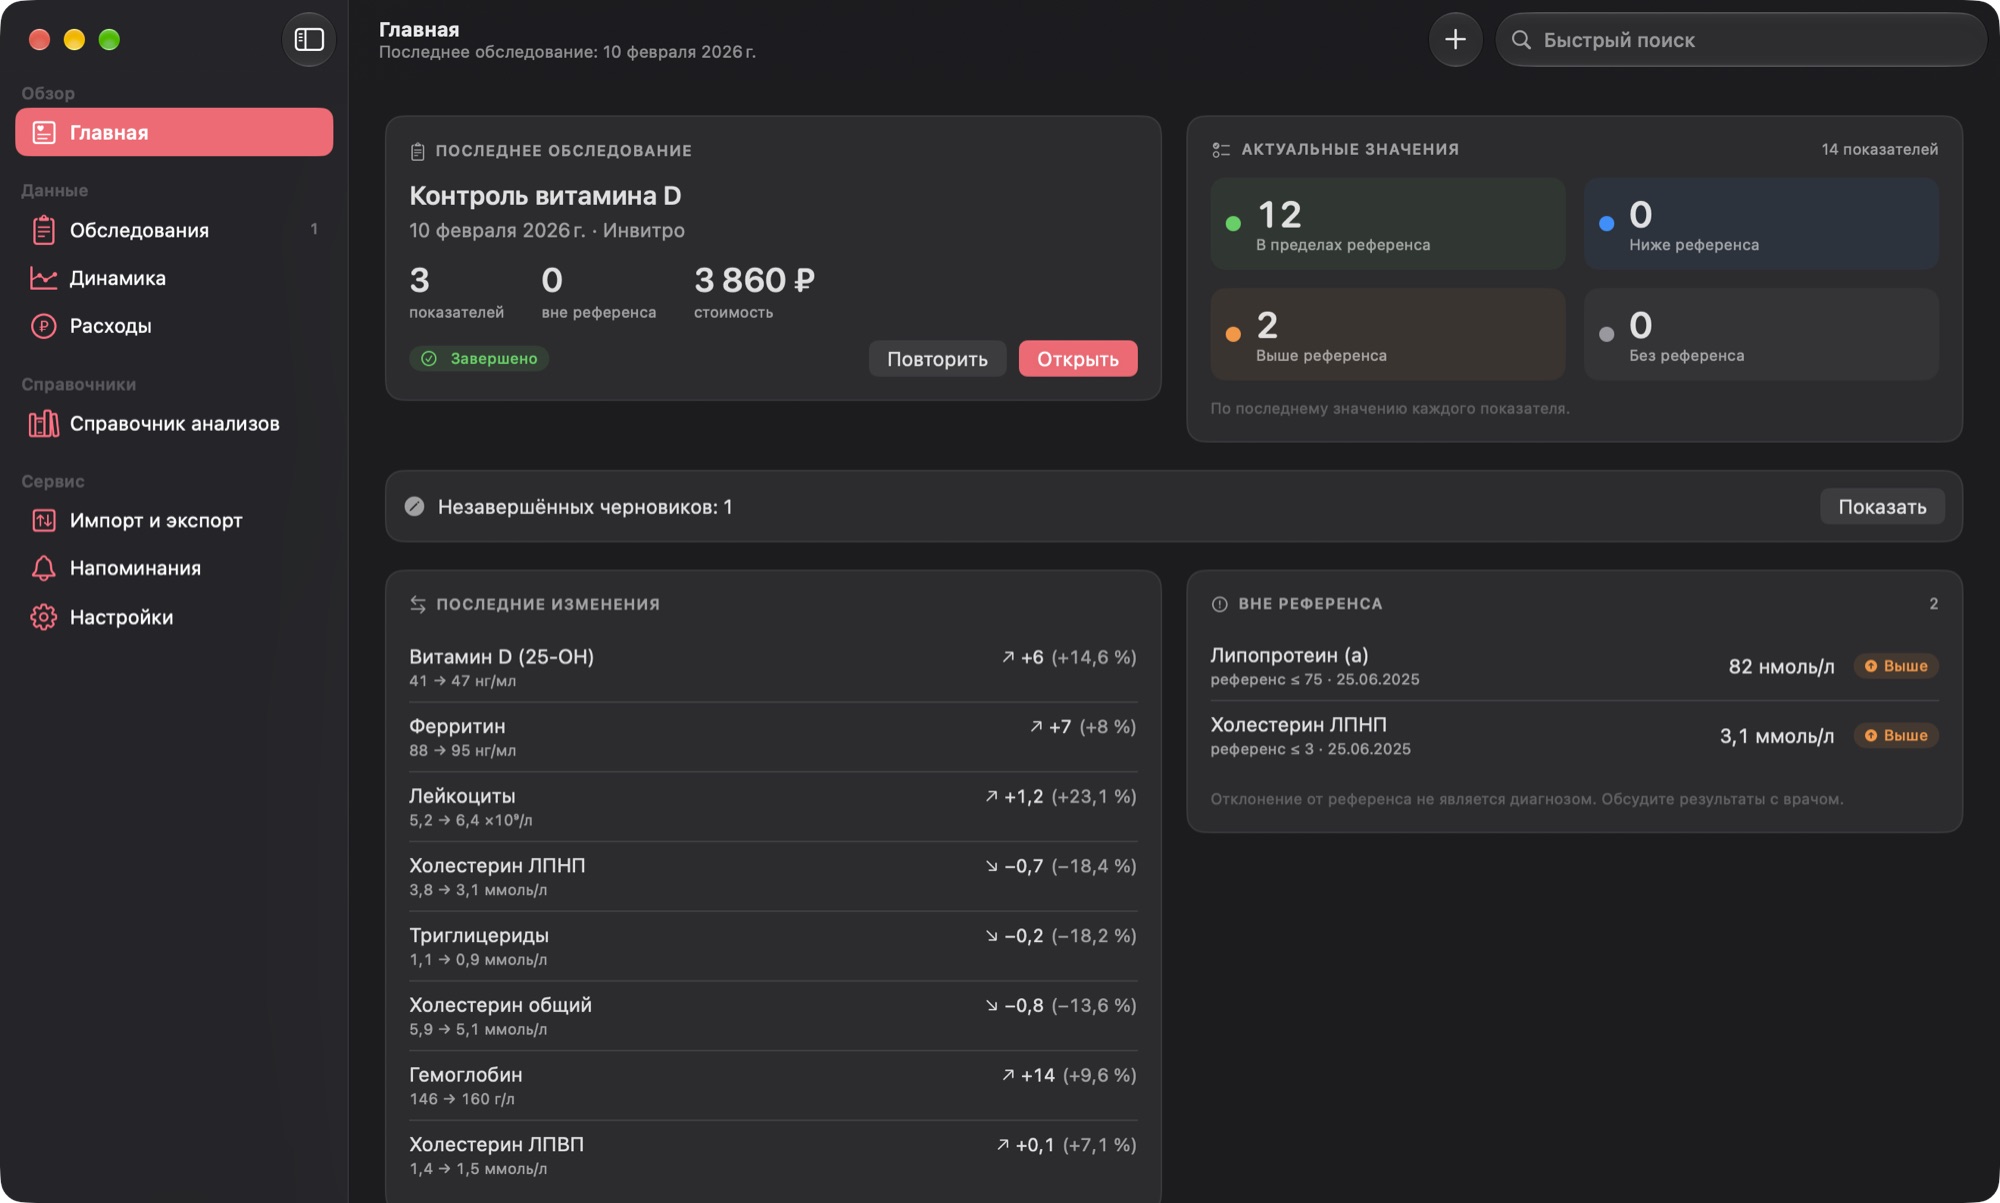 Главная
Последнее обследование: 10 февраля 2026 г.
Быстрый поиск
Обзор
Главная
Данные
Обследования 1
Динамика
Расходы
Справочники
Справочник анализов
Сервис
Импорт и экспорт
Напоминания
Настройки
ПОСЛЕДНЕЕ ОБСЛЕДОВАНИЕ
Контроль витамина D
10 февраля 2026 г. · Инвитро
3 0 3 860 ₽
показателей вне референса стоимость
Завершено Повторить Открыть
АКТУАЛЬНЫЕ ЗНАЧЕНИЯ 14 показателей
12
В пределах референса
0
Ниже референса
2
Выше референса
0
Без референса
По последнему значению каждого показателя.
Незавершённых черновиков: 1 Показать
ПОСЛЕДНИЕ ИЗМЕНЕНИЯ
Витамин D (25-OH) ↗ +6 (+14,6 %)
41 → 47 нг/мл
Ферритин ↗ +7 (+8 %)
88 → 95 нг/мл
Лейкоциты ↗ +1,2 (+23,1 %)
5,2 → 6,4 ×10⁹/л
Холестерин ЛПНП ↘ −0,7 (−18,4 %)
3,8 → 3,1 ммоль/л
Триглицериды ↘ −0,2 (−18,2 %)
1,1 → 0,9 ммоль/л
Холестерин общий ↘ −0,8 (−13,6 %)
5,9 → 5,1 ммоль/л
Гемоглобин ↗ +14 (+9,6 %)
146 → 160 г/л
Холестерин ЛПВП ↗ +0,1 (+7,1 %)
1,4 → 1,5 ммоль/л
ВНЕ РЕФЕРЕНСА 2
Липопротеин (a) 82 нмоль/л Выше
референс ≤ 75 · 25.06.2025
Холестерин ЛПНП 3,1 ммоль/л Выше
референс ≤ 3 · 25.06.2025
Отклонение от референса не является диагнозом. Обсудите результаты с врачом.